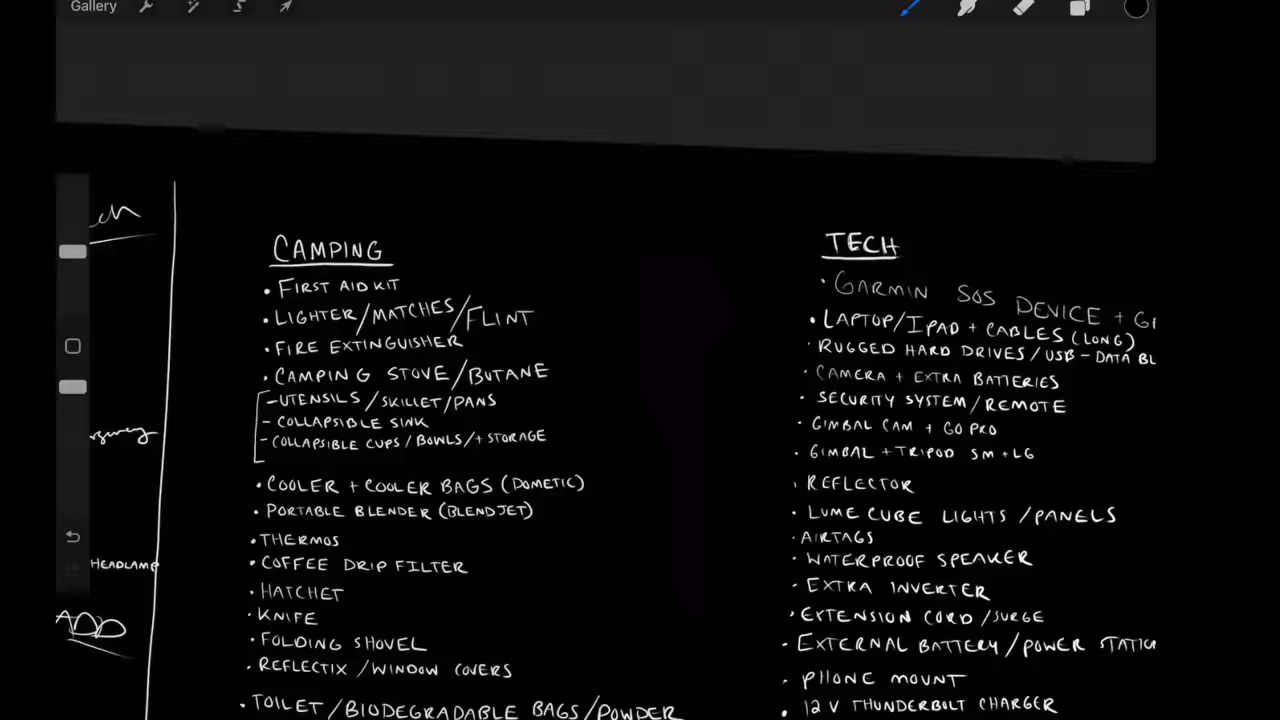 Gallery
CAMPING
• FIRST AID KIT
• LIGHTER/MATCHES/FLINT
• FIRE EXTINGUISHER
• CAMPING STOVE/BUTANE
- UTENSILS/SKILLET/PANS
- COLLAPSIBLE SINK
- COLLAPSIBLE CUPS/BOWLS/+ STORAGE
• COOLER + COOLER BAGS (DOMETIC)
• PORTABLE BLENDER (BLENDJET)
• THERMOS
• COFFEE DRIP FILTER
• HATCHET
• KNIFE
• FOLDING SHOVEL
• REFLECTIX/WINDOW COVERS
• TOILET/BIODEGRADABLE BAGS/POWDER
TECH
• GARMIN SOS DEVICE +
• LAPTOP/IPAD + CABLES (LONG)
• RUGGED HARD DRIVES/USB - DATA
• CAMERA + EXTRA BATTERIES
• SECURITY SYSTEM/REMOTE
• GIMBAL CAM + GO PRO
• GIMBAL + TRIPOD SM + LG
• REFLECTOR
• LUME CUBE LIGHTS/PANELS
• AIRTAGS
• WATERPROOF SPEAKER
• EXTRA INVERTER
• EXTENSION CORD/SURGE
• EXTERNAL BATTERY/POWER STATIO
• PHONE MOUNT
• 12 V THUNDERBOLT CHARGER
HEADLAMP
ADD